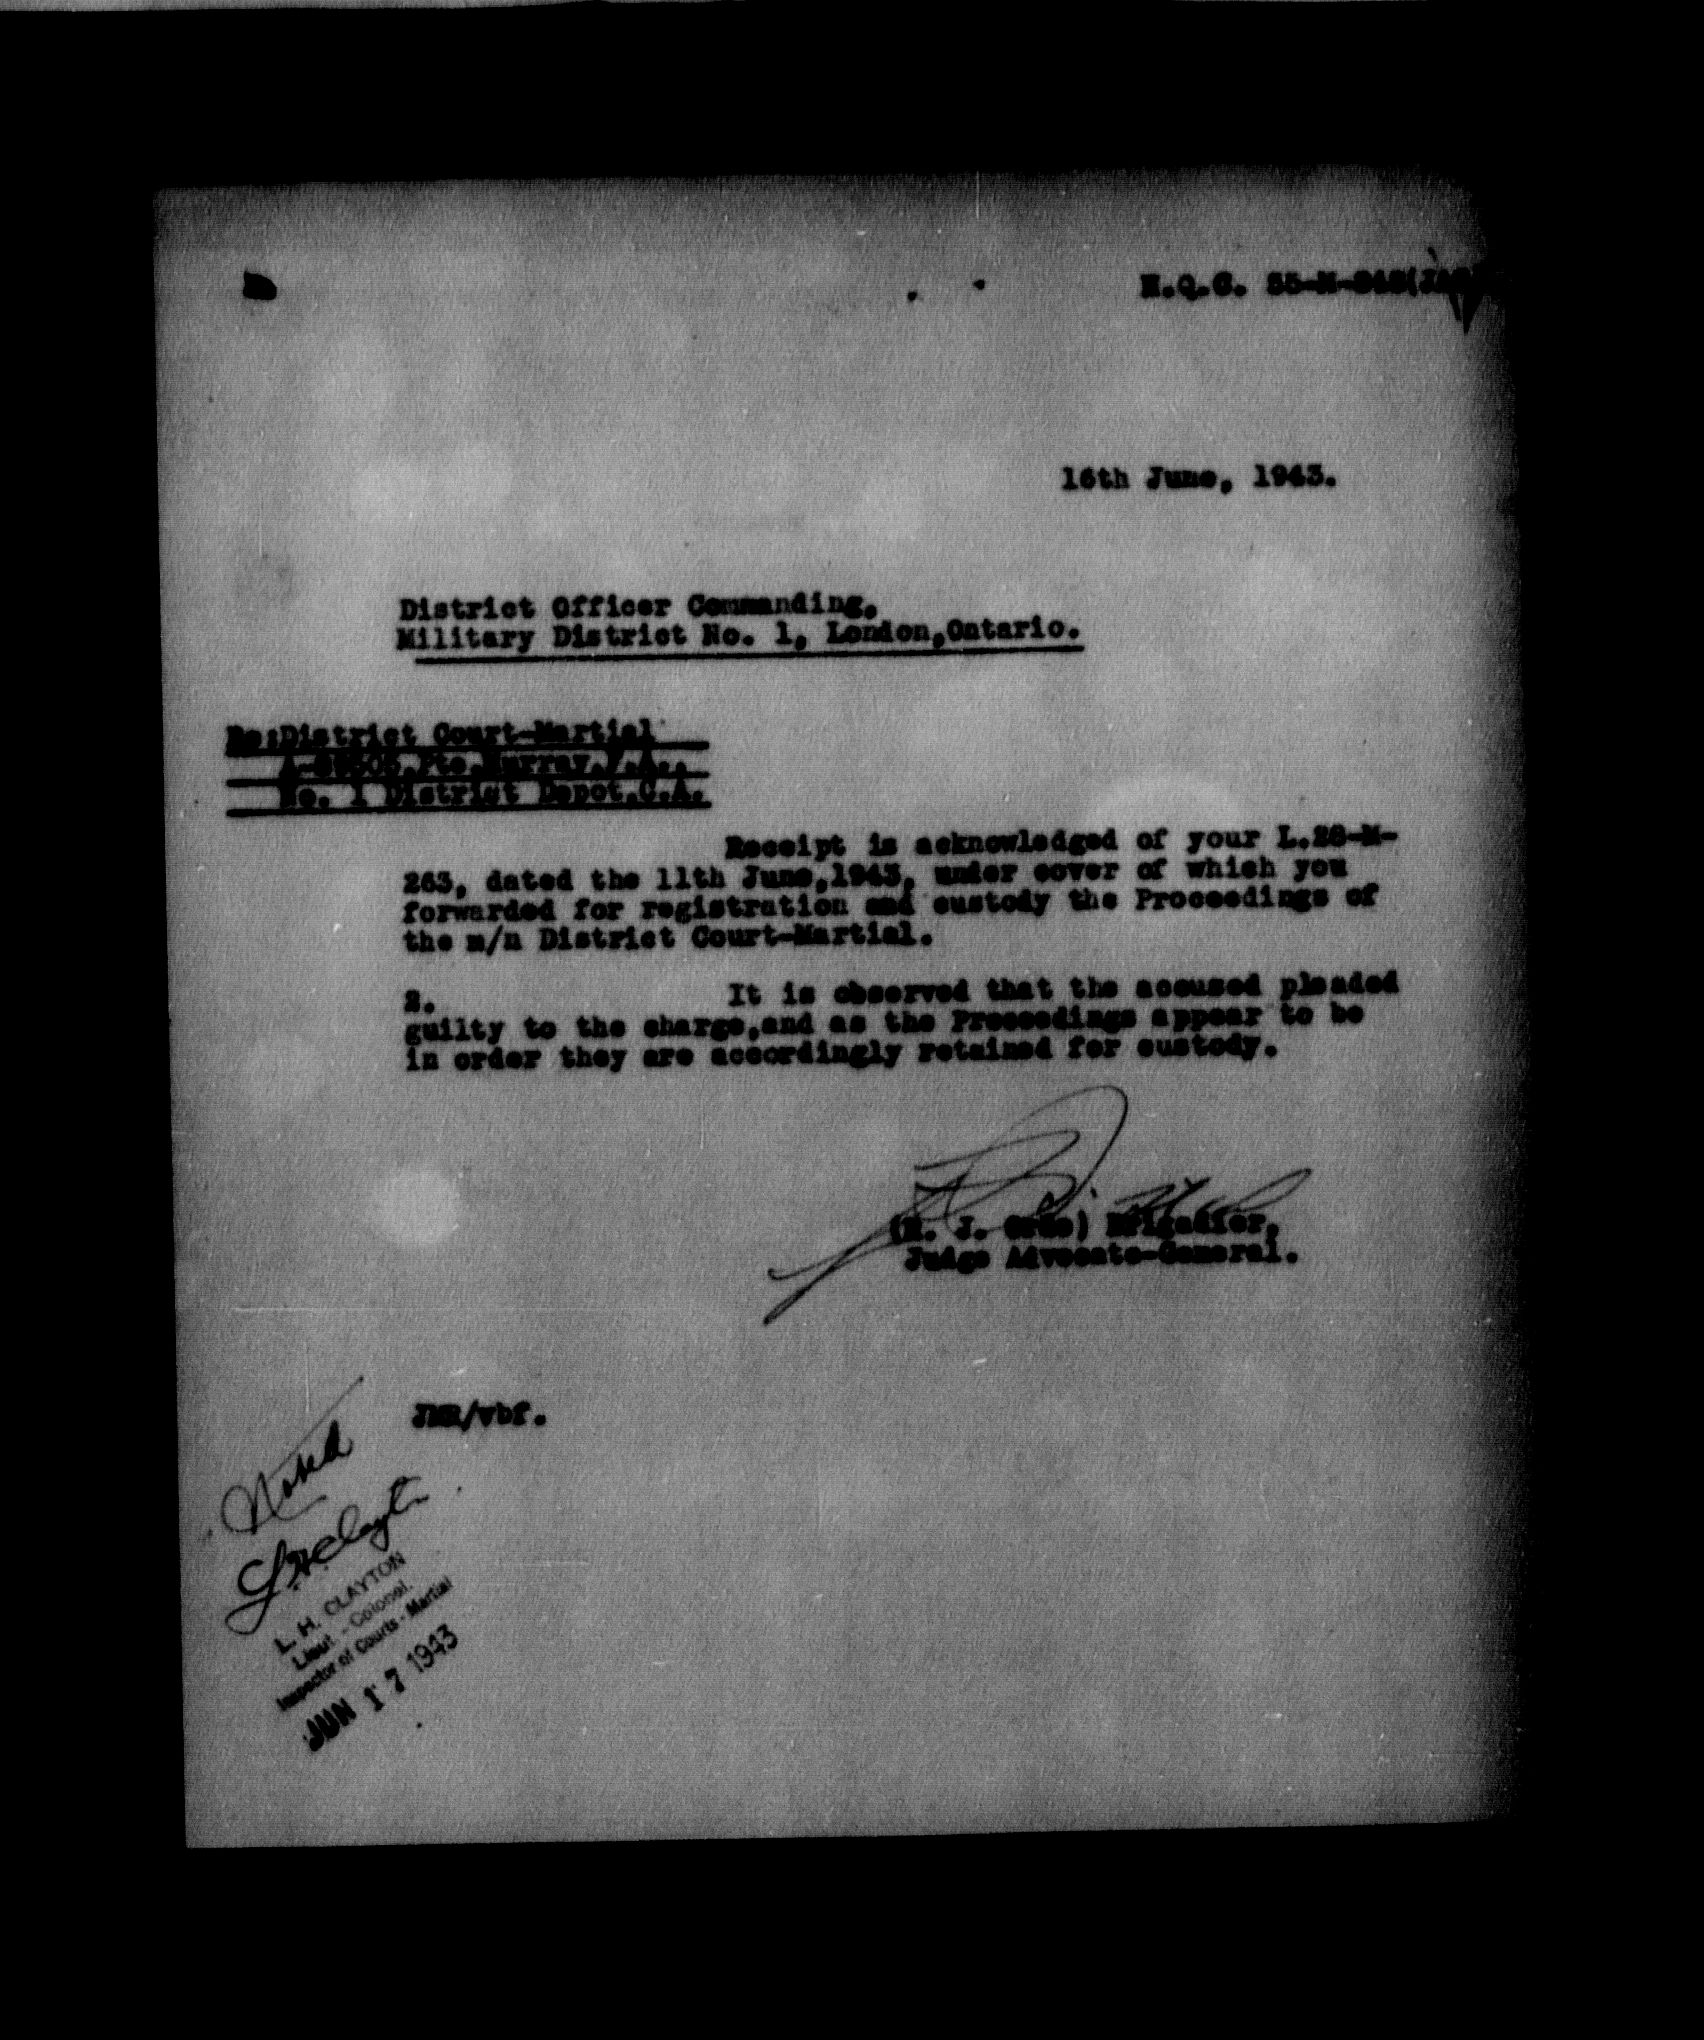 H.Q.C. 55-M-
16th June, 1943.
District Officer Commanding,
Military District No. 1, London,Ontario.
Re:District Court-Martial
Pte.Murray,
No. 1 District Depot,C.A.
Receipt is acknowledged of your L.28-M-
263, dated the 11th June,1943, under cover of which you
forwarded for registration and custody the Proceedings of
the m/n District Court-Martial.
2. It is observed that the accused pleaded
guilty to the charge,and as the Proceedings appear to be
in order they are accordingly retained for custody.
(R. J. Orde) Brigadier,
Judge Advocate-General.
JMR/vbf.
Noted
LHClayton
L. H. CLAYTON
Lieut - Colonel.
Inspector of Courts - Martial
JUN 17 1943